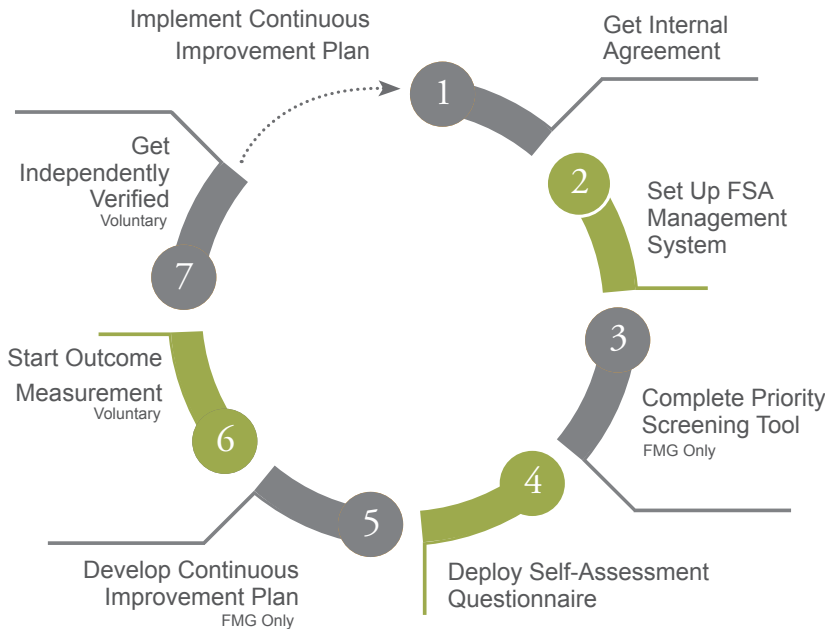 Implement Continuous
Improvement Plan
1
Get Internal
Agreement
2
Set Up FSA
Management
System
3
Complete Priority
Screening Tool
FMG Only
4
Deploy Self-Assessment
Questionnaire
5
Develop Continuous
Improvement Plan
FMG Only
6
Start Outcome
Measurement
Voluntary
7
Get
Independently
Verified
Voluntary